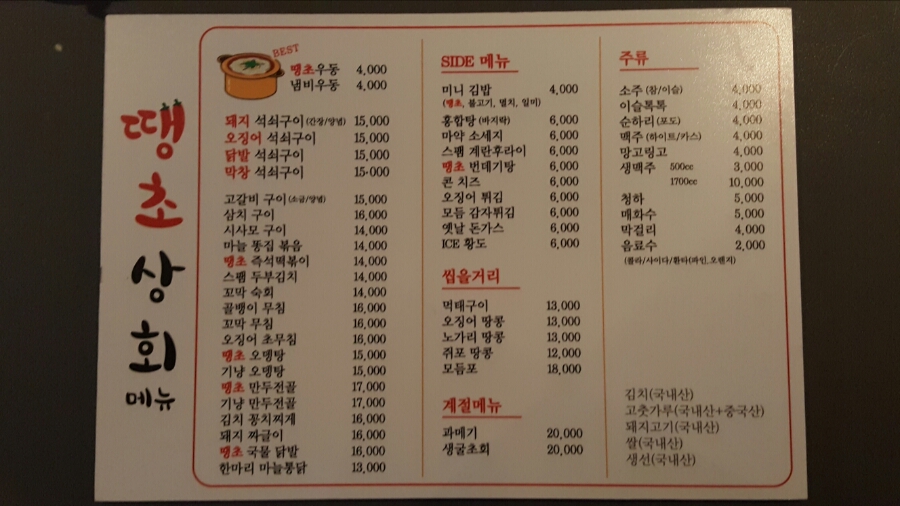 땡초상회
메뉴
BEST
땡초우동 4,000
냄비우동 4,000
돼지 석쇠구이(간장/양념) 15,000
오징어 석쇠구이 15,000
닭발 석쇠구이 15,000
막창 석쇠구이 15-000
고갈비 구이(소금/양념) 15,000
삼치 구이 16,000
시사모 구이 14,000
마늘 똥집 볶음 14,000
땡초 즉석떡볶이 14,000
스팸 두부김치 14,000
꼬막 숙회 14,000
골뱅이 무침 16,000
꼬막 무침 16,000
오징어 초무침 16,000
땡초 오뎅탕 15,000
기냥 오뎅탕 15,000
땡초 만두전골 17,000
기냥 만두전골 17,000
김치 꽁치찌개 16,000
돼지 짜글이 16,000
땡초 국물 닭발 16,000
한마리 마늘통닭 13,000
SIDE 메뉴
미니 김밥 4,000
(땡초, 불고기, 멸치, 일미)
홍합탕(바지락) 6,000
마약 소세지 6,000
스팸 계란후라이 6,000
땡초 번데기탕 6,000
콘 치즈 6,000
오징어 튀김 6,000
모듬 감자튀김 6,000
옛날 돈가스 6,000
ICE 황도 6,000
씹을거리
먹태구이 13,000
오징어 땅콩 13,000
노가리 땅콩 13,000
쥐포 땅콩 12,000
모듬포 18,000
계절메뉴
과메기 20,000
생굴초회 20,000
주류
소주(참/이슬) 4,000
이슬톡톡 4,000
순하리(포도) 4,000
맥주(하이트/카스) 4,000
망고링고 4,000
생맥주 500cc 3,000
1700cc 10,000
청하 5,000
매화수 5,000
막걸리 4,000
음료수 2,000
(콜라/사이다/환타(파인,오렌지)
김치(국내산)
고춧가루(국내산+중국산)
돼지고기(국내산)
쌀(국내산)
생선(국내산)